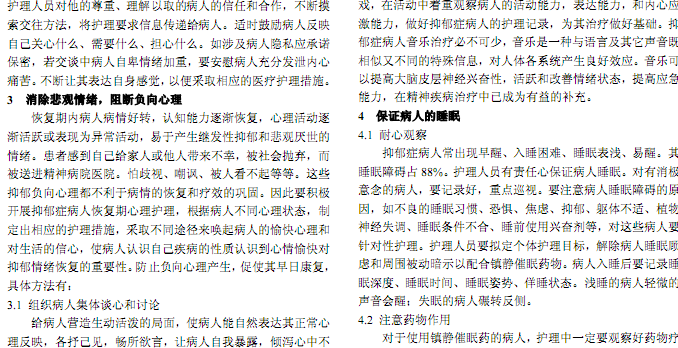 护理人员对他的尊重、理解以取的病人的信任和合作，不断摸
索交往方法，将护理要求信息传递给病人。适时鼓励病人反映
自己关心什么、需要什么、担心什么。如涉及病人隐私应承诺
保密，若交谈中病人自卑情绪加重，要安慰病人充分发泄内心
痛苦。不断让其表达自身感觉，以便采取相应的医疗护理措施。
3 消除悲观情绪，阻断负向心理
恢复期内病人病情好转，认知能力逐渐恢复，心理活动逐
渐活跃或表现为异常活动，易于产生继发性抑郁和悲观厌世的
情绪。患者感到自己给家人或他人带来不幸，被社会抛弃，而
被送进精神病院医院。怕歧视、嘲讽、被人看不起等等。这些
抑郁负向心理都不利于病情的恢复和疗效的巩固。因此要积极
开展抑郁症病人恢复期心理护理，根据病人不同心理状态，制
定出相应的护理措施，采取不同途径来唤起病人的愉快心理和
对生活的信心，使病人认识自己疾病的性质认识到心情愉快对
抑郁情绪恢复的重要性。防止负向心理产生，促使其早日康复，
具体方法有：
3.1 组织病人集体谈心和讨论
给病人营造生动活泼的局面，使病人能自然表达其正常心
理反映，各抒己见，畅所欲言，让病人自我暴露，倾泻心中不
戏，在活动中着重观察病人的活动能力，表达能力，和内心应
激能力，做好抑郁症病人的护理记录，为其治疗做好基础。抑
郁症病人音乐治疗必不可少，音乐是一种与语言及其它声音既
相似又不同的特殊信息，对人体各系统产生良好效应。音乐可
以提高大脑皮层神经兴奋性，活跃和改善情绪状态，提高应急
能力，在精神疾病治疗中已成为有益的补充。
4 保证病人的睡眠
4.1 耐心观察
抑郁症病人常出现早醒、入睡困难、睡眠表浅、易醒。其
睡眠障碍占 88%。护理人员有责任心保证病人睡眠。对有消极
意念的病人，要记录好，重点巡视。要注意病人睡眠障碍的原
因，如不良的睡眠习惯、恐惧、焦虑、抑郁、躯体不适、植物
神经失调、睡眠条件不合、睡前使用兴奋剂等，对这些病人要
针对性护理。护理人员要拟定个体护理目标，解除病人睡眠顾
虑和周围被动暗示以配合镇静催眠药物。病人入睡后要记录睡
眠深度、睡眠时间、睡眠姿势、佯睡状态。浅睡的病人轻微的
声音会醒；失眠的病人碾转反侧。
4.2 注意药物作用
对于使用镇静催眠药的病人，护理中一定要观察好药物疗